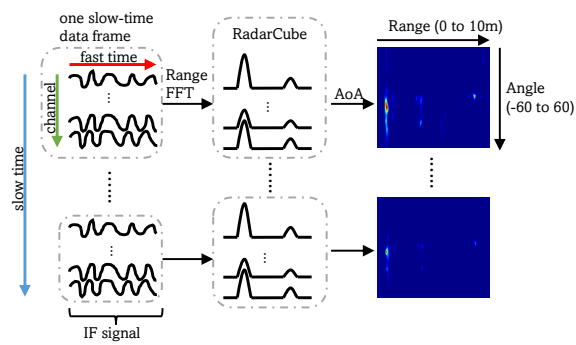 one slow-time
data frame
fast time
channel
slow time
Range
FFT
RadarCube
AoA
Range (0 to 10m)
Angle
(-60 to 60)
IF signal